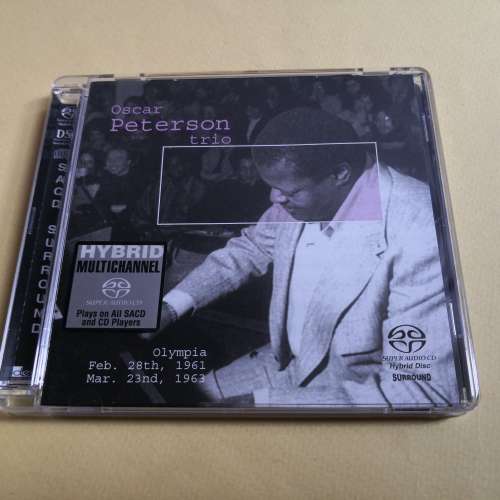 Oscar
Peterson
trio
HYBRID
MULTICHANNEL
SUPER AUDIO CD
Plays on All SACD
and CD Players
Olympia
Feb. 28th, 1961
Mar. 23nd, 1963
SUPER AUDIO CD
Hybrid Disc
SURROUND
SACD SURROUND